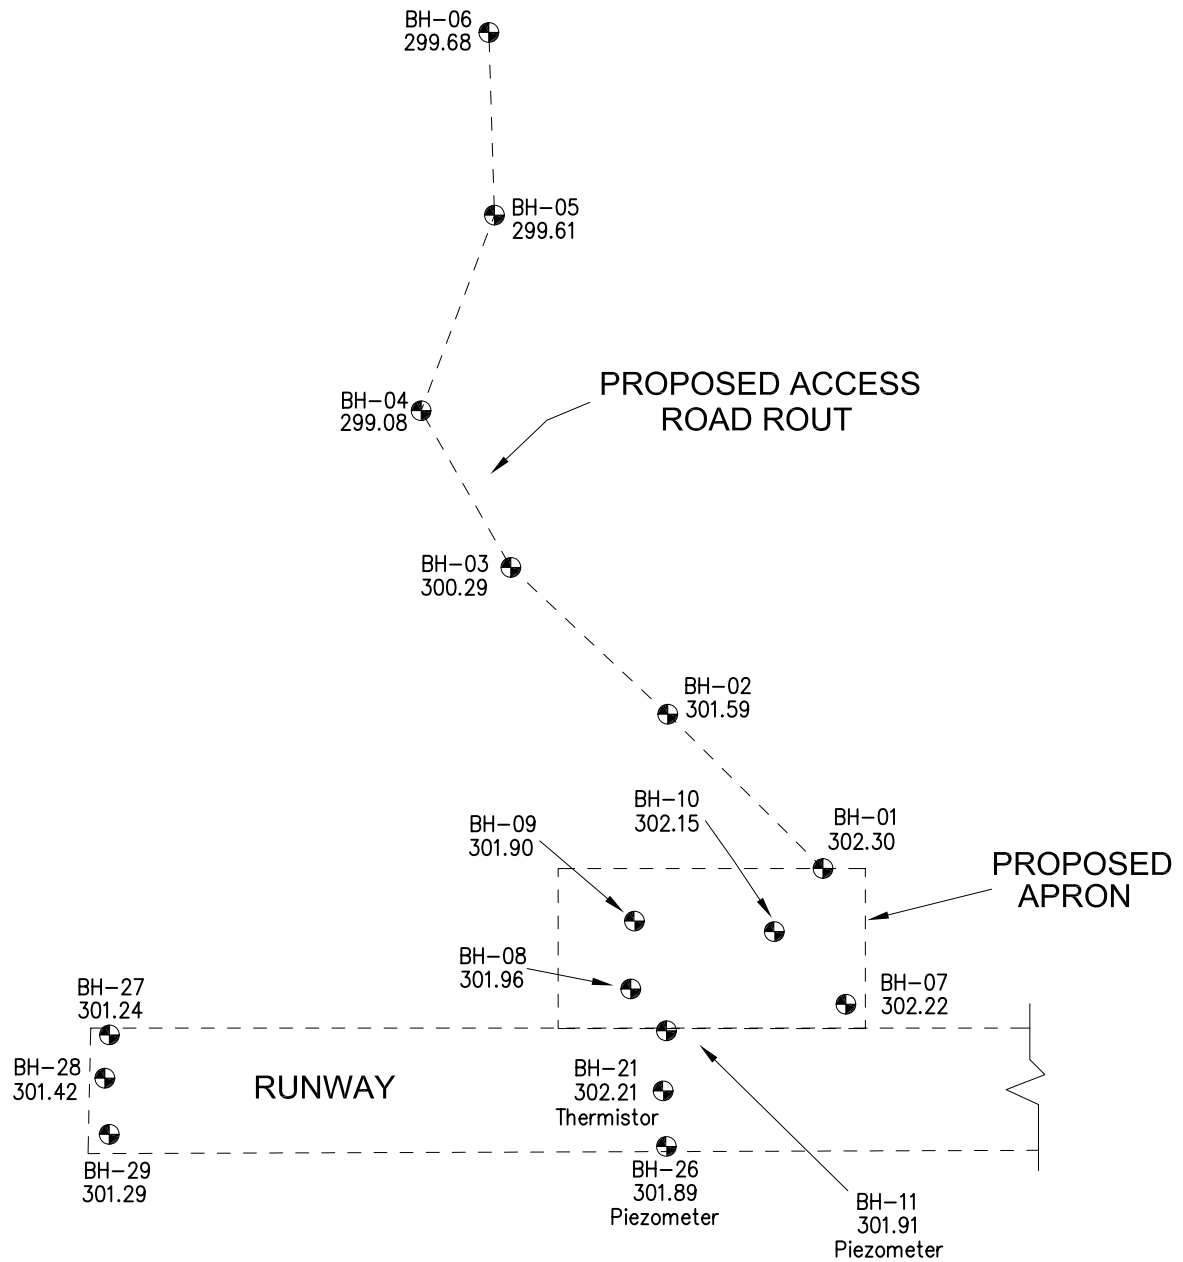 BH-06
299.68
BH-05
299.61
PROPOSED ACCESS
ROAD ROUT
BH-04
299.08
BH-03
300.29
BH-02
301.59
BH-10
302.15
BH-01
302.30
BH-09
301.90
PROPOSED
APRON
BH-08
301.96
BH-07
302.22
BH-27
301.24
BH-28
301.42
RUNWAY
BH-21
302.21
Thermistor
BH-29
301.29
BH-26
301.89
Piezometer
BH-11
301.91
Piezometer